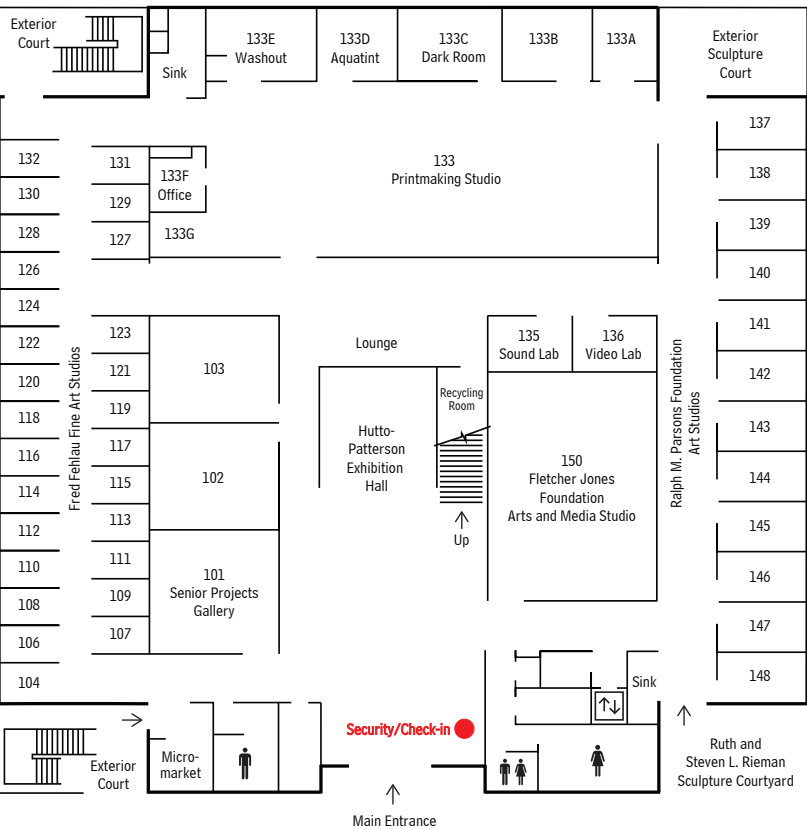 Exterior
Court
Sink
133E
Washout
133D
Aquatint
133C
Dark Room
133B
133A
Exterior
Sculpture
Court
132
130
128
126
124
122
120
118
116
114
112
110
108
106
104
Fred Fehlau Fine Art Studios
131
129
127
133F
Office
133G
133
Printmaking Studio
123
121
119
117
115
113
111
109
107
103
102
101
Senior Projects
Gallery
Lounge
Hutto-
Patterson
Exhibition
Hall
Recycling
Room
Up
135
Sound Lab
136
Video Lab
150
Fletcher Jones
Foundation
Arts and Media Studio
Ralph M. Parsons Foundation
Art Studios
137
138
139
140
141
142
143
144
145
146
147
148
Sink
Security/Check-in
Exterior
Court
Micro-
market
Ruth and
Steven L. Rieman
Sculpture Courtyard
Main Entrance